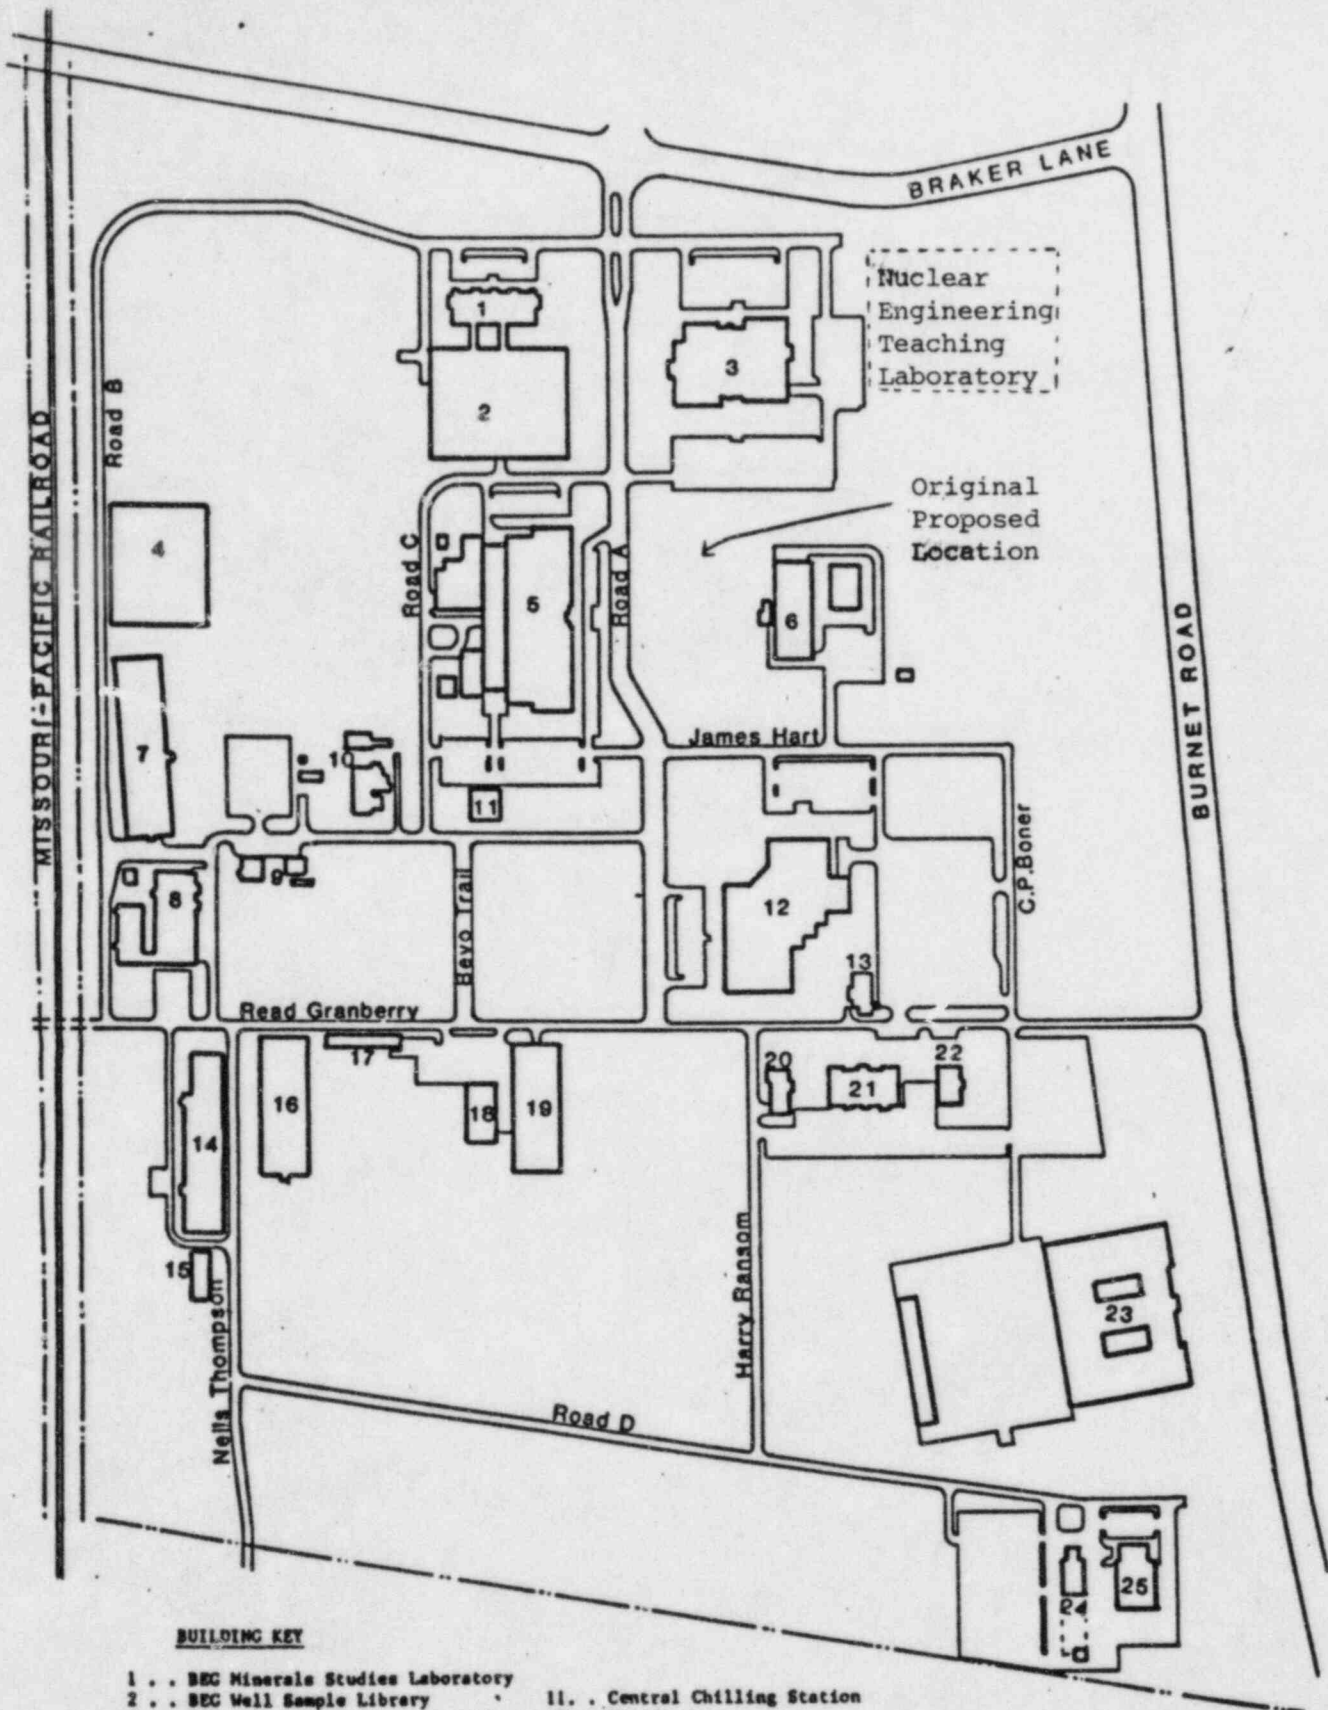 BRAKER LANE
Nuclear
Engineering
Teaching
Laboratory
1
3
2
Road B
MISSOURI-PACIFIC RAILROAD
4
Original
Proposed
Location
Road C
5
Road A
6
BURNET ROAD
7
10
James Hart
11
C.P.Boner
8
9
Bevo Trail
12
13
Read Granberry
17
16
18
19
20
21
22
14
15
Harry Ransom
23
Nells Thompson
Road D
25
BUILDING KEY
1 . . BEG Minerals Studies Laboratory
2 . . BEG Well Sample Library
11. . Central Chilling Station